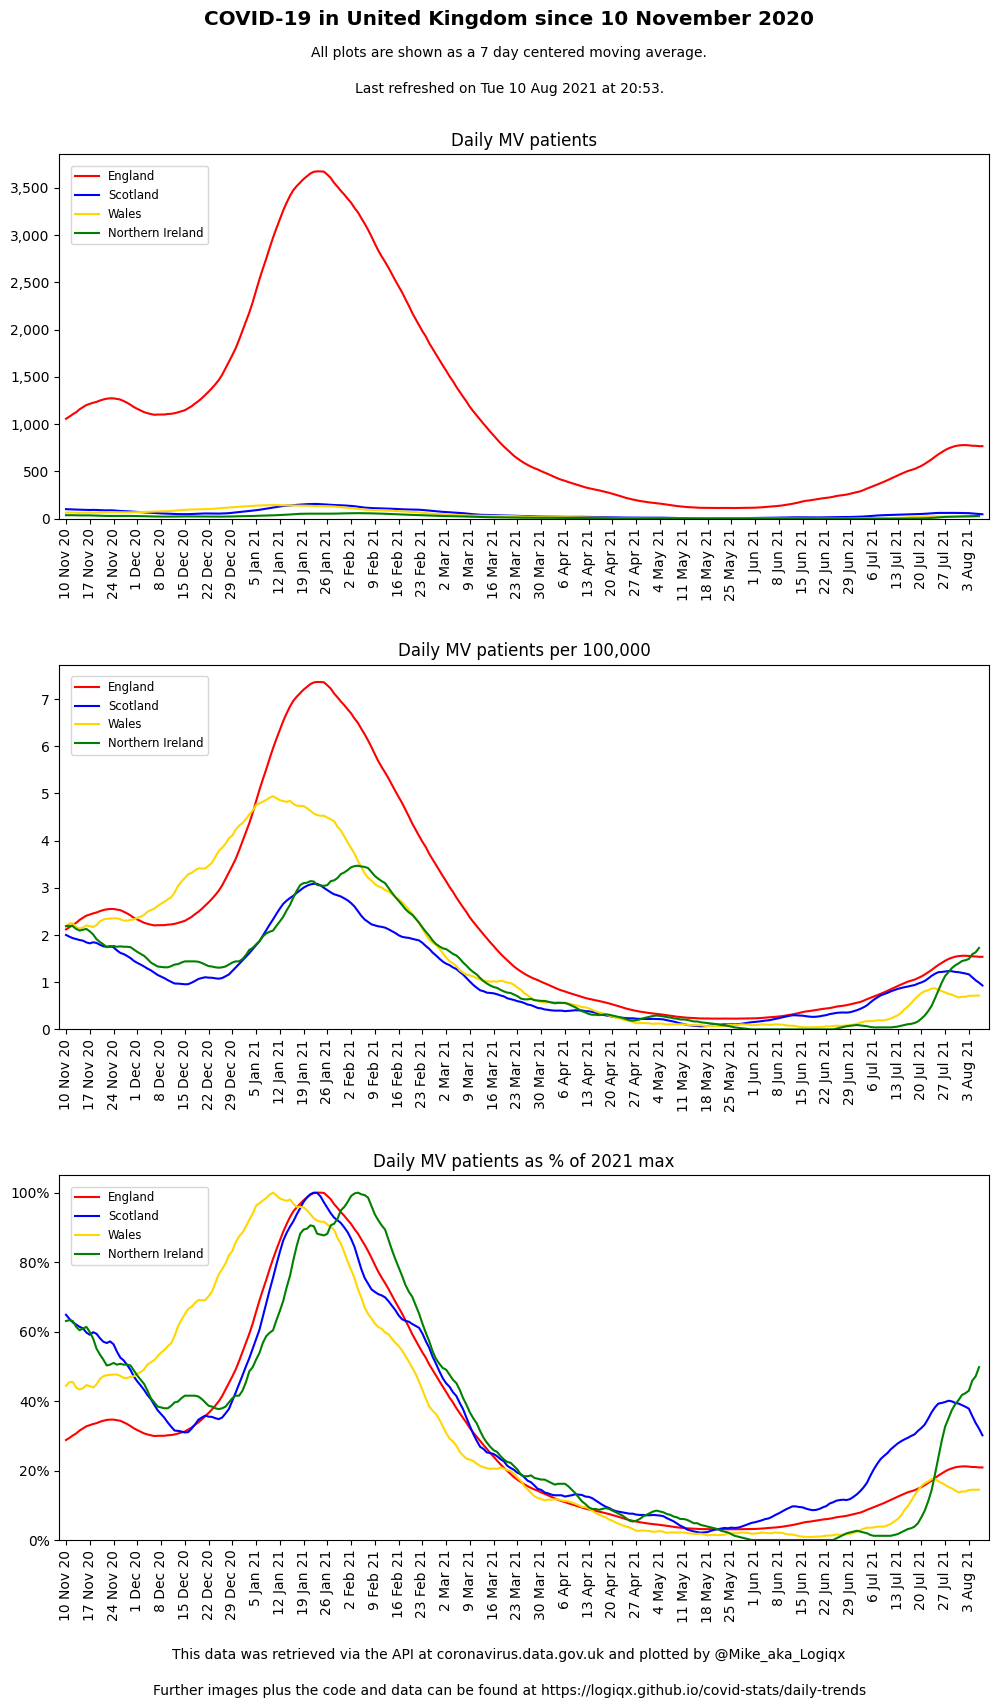 COVID-19 in United Kingdom since 10 November 2020
All plots are shown as a 7 day centered moving average.
Last refreshed on Tue 10 Aug 2021 at 20:53.
Daily MV patients
England
Scotland
Wales
Northern Ireland
3,500
3,000
2,500
2,000
1,500
1,000
500
0
10 Nov 20
17 Nov 20
24 Nov 20
1 Dec 20
8 Dec 20
15 Dec 20
22 Dec 20
29 Dec 20
5 Jan 21
12 Jan 21
19 Jan 21
26 Jan 21
2 Feb 21
9 Feb 21
16 Feb 21
23 Feb 21
2 Mar 21
9 Mar 21
16 Mar 21
23 Mar 21
30 Mar 21
6 Apr 21
13 Apr 21
20 Apr 21
27 Apr 21
4 May 21
11 May 21
18 May 21
25 May 21
1 Jun 21
8 Jun 21
15 Jun 21
22 Jun 21
29 Jun 21
6 Jul 21
13 Jul 21
20 Jul 21
27 Jul 21
3 Aug 21
Daily MV patients per 100,000
England
Scotland
Wales
Northern Ireland
7
6
5
4
3
2
1
0
10 Nov 20
17 Nov 20
24 Nov 20
1 Dec 20
8 Dec 20
15 Dec 20
22 Dec 20
29 Dec 20
5 Jan 21
12 Jan 21
19 Jan 21
26 Jan 21
2 Feb 21
9 Feb 21
16 Feb 21
23 Feb 21
2 Mar 21
9 Mar 21
16 Mar 21
23 Mar 21
30 Mar 21
6 Apr 21
13 Apr 21
20 Apr 21
27 Apr 21
4 May 21
11 May 21
18 May 21
25 May 21
1 Jun 21
8 Jun 21
15 Jun 21
22 Jun 21
29 Jun 21
6 Jul 21
13 Jul 21
20 Jul 21
27 Jul 21
3 Aug 21
Daily MV patients as % of 2021 max
England
Scotland
Wales
Northern Ireland
100%
80%
60%
40%
20%
0%
10 Nov 20
17 Nov 20
24 Nov 20
1 Dec 20
8 Dec 20
15 Dec 20
22 Dec 20
29 Dec 20
5 Jan 21
12 Jan 21
19 Jan 21
26 Jan 21
2 Feb 21
9 Feb 21
16 Feb 21
23 Feb 21
2 Mar 21
9 Mar 21
16 Mar 21
23 Mar 21
30 Mar 21
6 Apr 21
13 Apr 21
20 Apr 21
27 Apr 21
4 May 21
11 May 21
18 May 21
25 May 21
1 Jun 21
8 Jun 21
15 Jun 21
22 Jun 21
29 Jun 21
6 Jul 21
13 Jul 21
20 Jul 21
27 Jul 21
3 Aug 21
This data was retrieved via the API at coronavirus.data.gov.uk and plotted by @Mike_aka_Logiqx
Further images plus the code and data can be found at https://logiqx.github.io/covid-stats/daily-trends